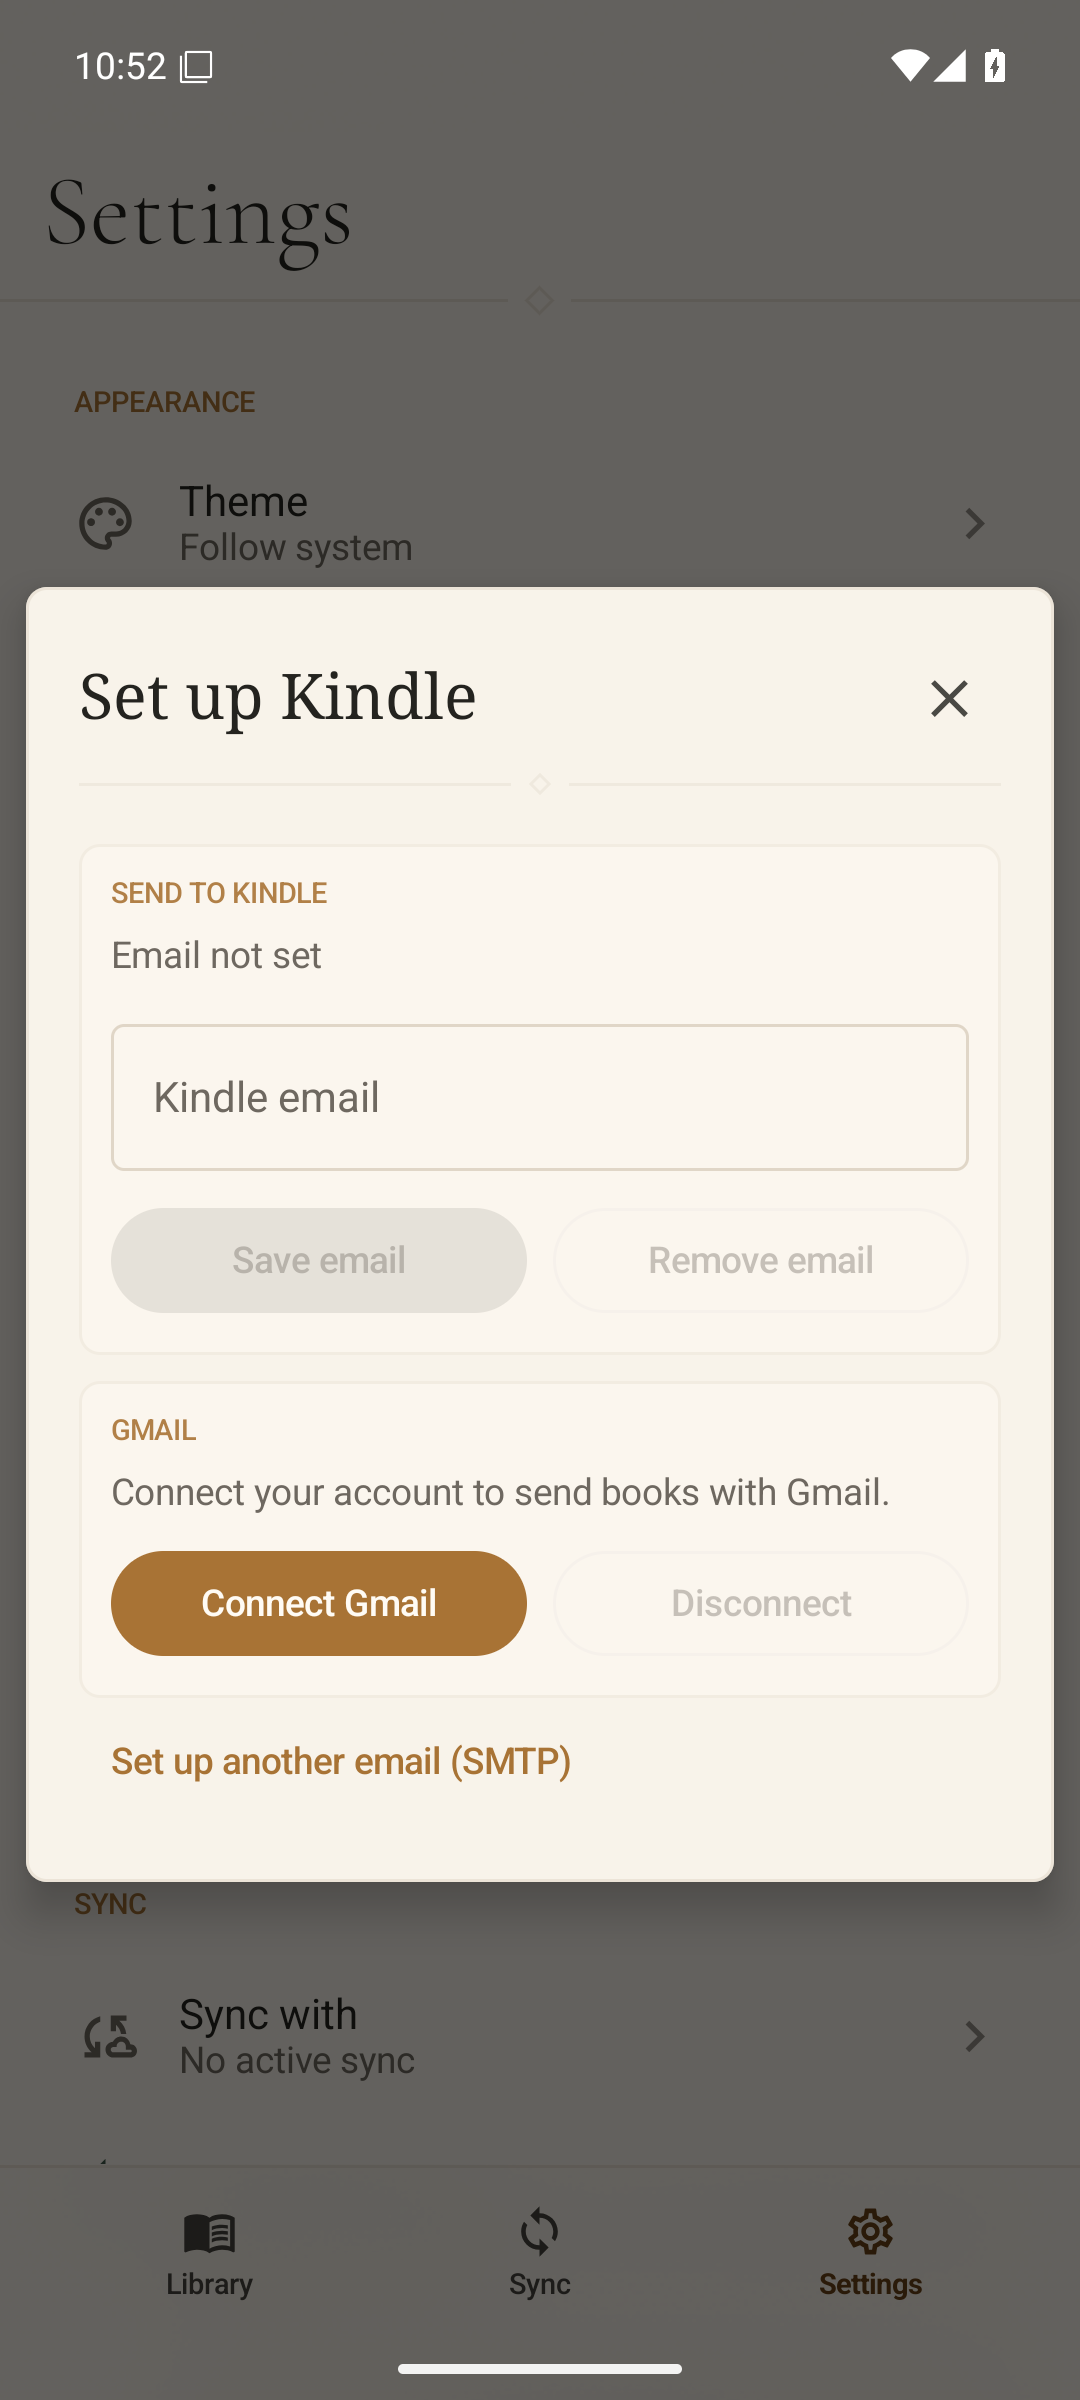 10:52
Settings
APPEARANCE
Theme
Follow system
Set up Kindle
SEND TO KINDLE
Email not set
Kindle email
Save email
Remove email
GMAIL
Connect your account to send books with Gmail.
Connect Gmail
Disconnect
Set up another email (SMTP)
SYNC
Sync with
No active sync
Library
Sync
Settings